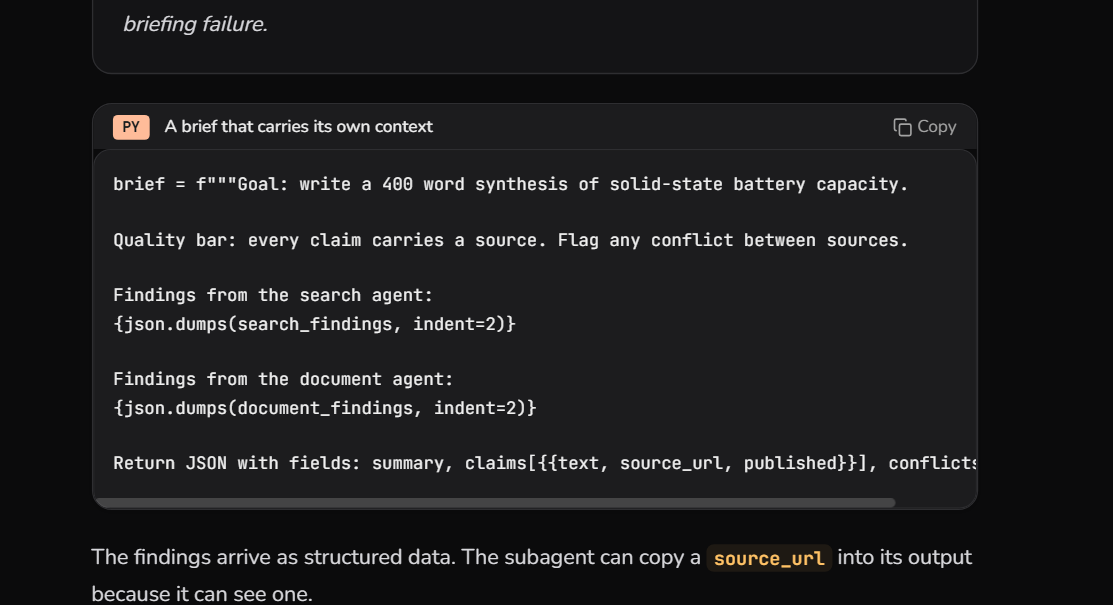 briefing failure.
PY A brief that carries its own context Copy
brief = f"""Goal: write a 400 word synthesis of solid-state battery capacity.
Quality bar: every claim carries a source. Flag any conflict between sources.
Findings from the search agent:
{json.dumps(search_findings, indent=2)}
Findings from the document agent:
{json.dumps(document_findings, indent=2)}
Return JSON with fields: summary, claims[{{text, source_url, published}}], conflicts
The findings arrive as structured data. The subagent can copy a source_url into its output
because it can see one.